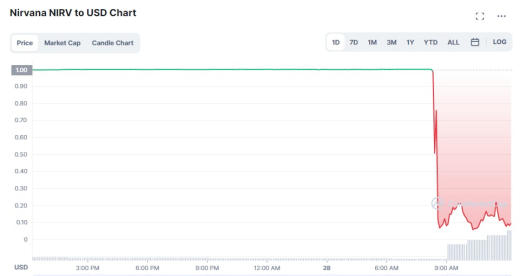 Nirvana NIRV to USD Chart
Price Market Cap Candle Chart
1D 7D 1M 3M 1Y YTD ALL LOG
1.00
0.90
0.80
0.70
0.60
0.50
0.40
0.30
0.20
0.10
0
USD 3:00 PM 6:00 PM 9:00 PM 12:00 AM 28 6:00 AM 9:00 AM